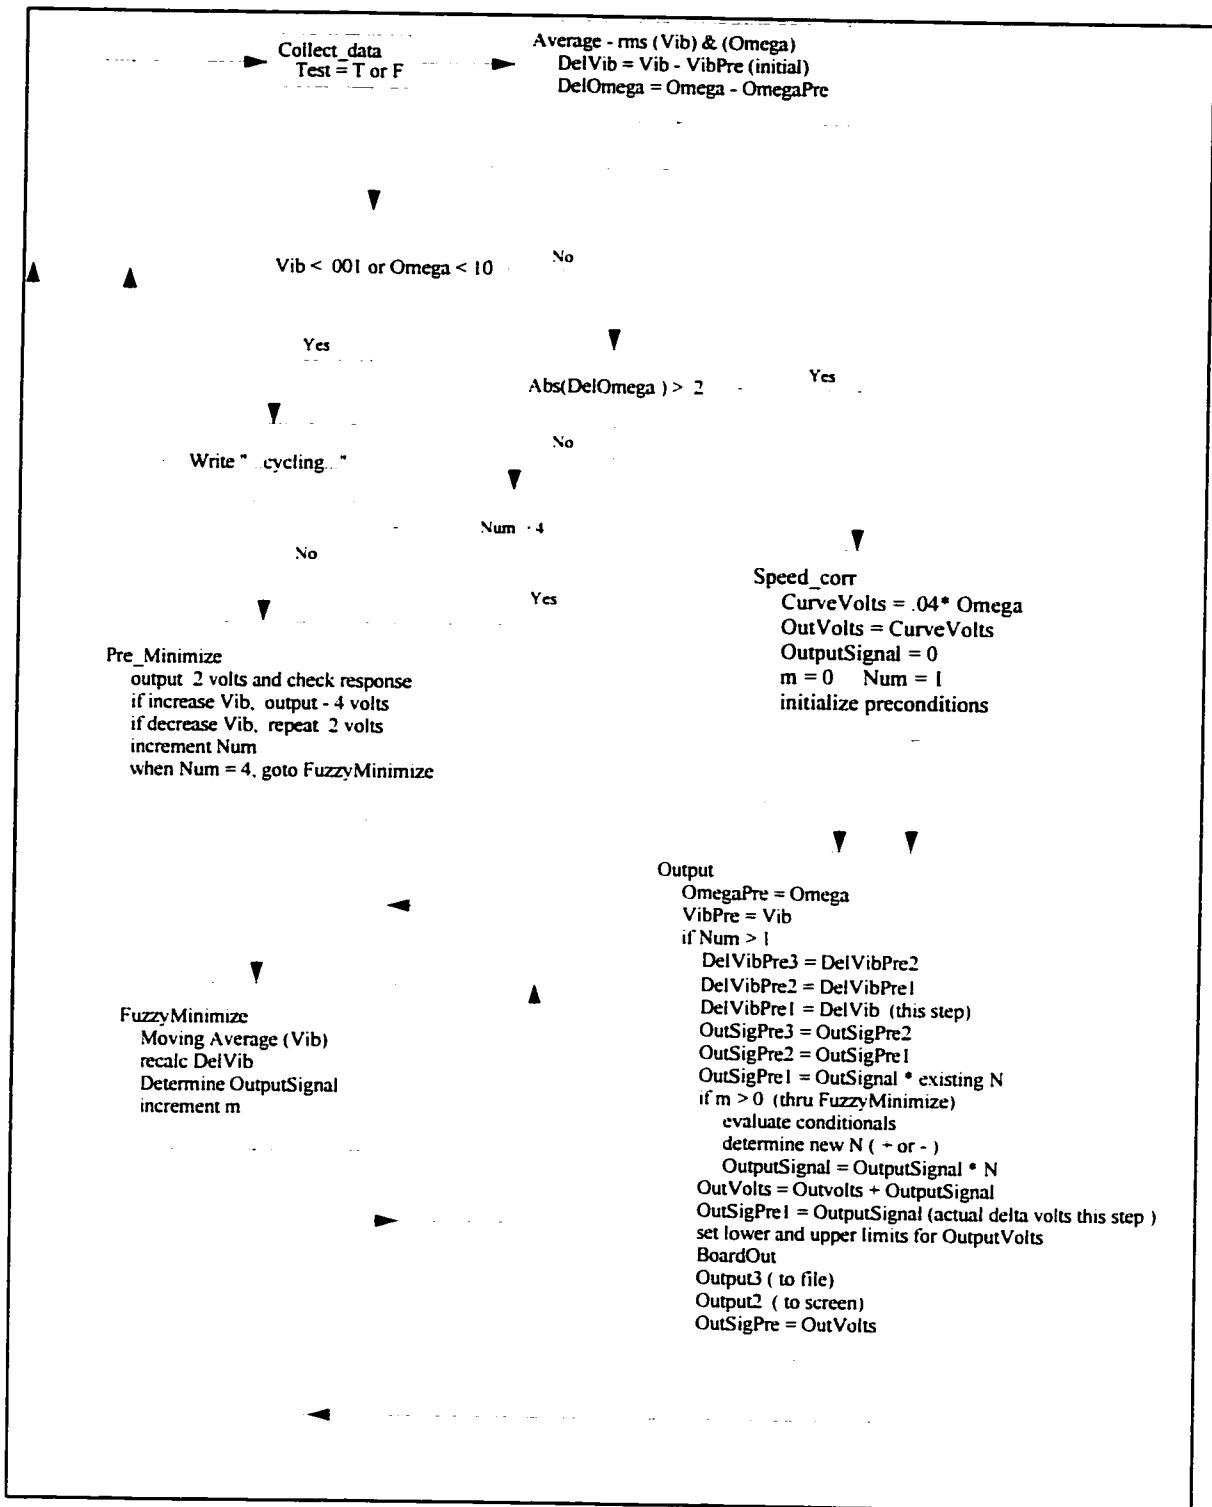 Collect_data
Test = T or F
Average - rms (Vib) & (Omega)
DelVib = Vib - VibPre (initial)
DelOmega = Omega - OmegaPre
Vib < 001 or Omega < 10
No
Yes
Abs(DelOmega ) > 2
Yes
No
Write " ..cycling..."
Num 4
No
Yes
Speed_corr
CurveVolts = .04* Omega
OutVolts = CurveVolts
OutputSignal = 0
m = 0 Num = 1
initialize preconditions
Pre_Minimize
output 2 volts and check response
if increase Vib, output - 4 volts
if decrease Vib, repeat 2 volts
increment Num
when Num = 4, goto FuzzyMinimize
Output
OmegaPre = Omega
VibPre = Vib
if Num > 1
DelVibPre3 = DelVibPre2
DelVibPre2 = DelVibPre1
DelVibPre1 = DelVib (this step)
OutSigPre3 = OutSigPre2
OutSigPre2 = OutSigPre1
OutSigPre1 = OutSignal * existing N
if m > 0 (thru FuzzyMinimize)
evaluate conditionals
determine new N ( + or - )
OutputSignal = OutputSignal * N
OutVolts = Outvolts + OutputSignal
OutSigPre1 = OutputSignal (actual delta volts this step )
set lower and upper limits for OutputVolts
BoardOut
Output3 ( to file)
Output2 ( to screen)
OutSigPre = OutVolts
FuzzyMinimize
Moving Average (Vib)
recalc DelVib
Determine OutputSignal
increment m